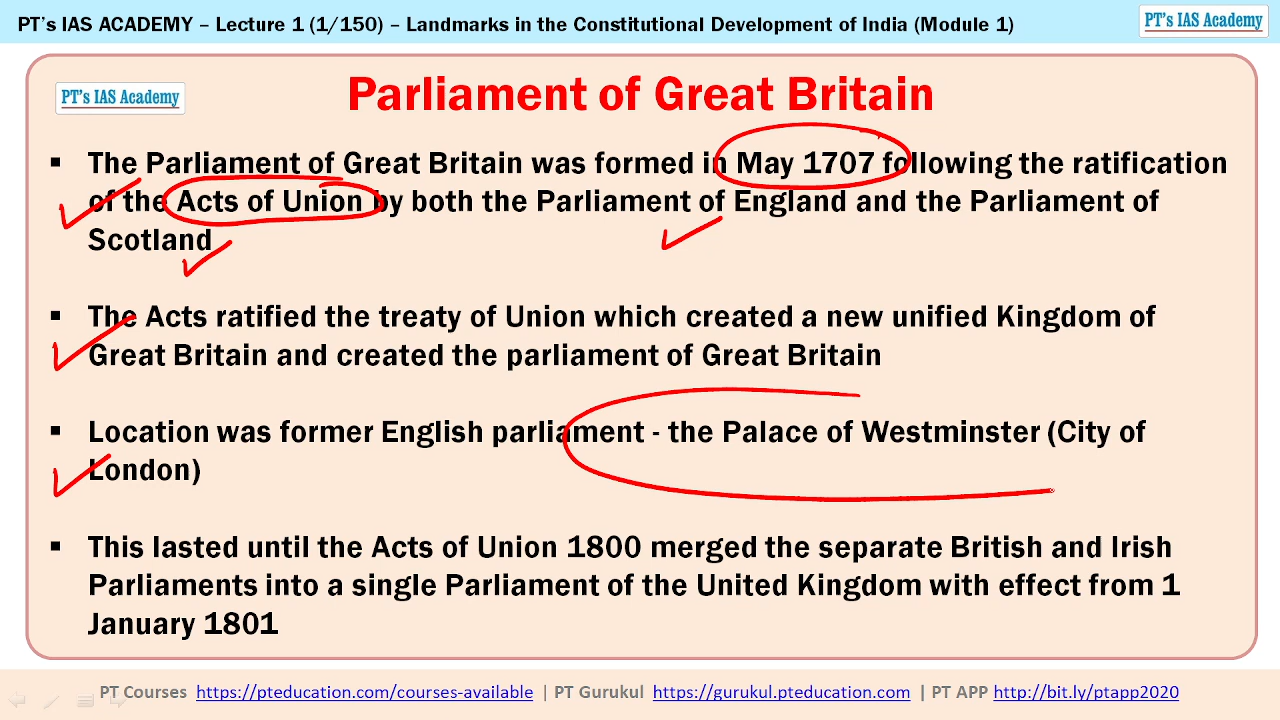 PT's IAS ACADEMY – Lecture 1 (1/150) – Landmarks in the Constitutional Development of India (Module 1)
PT's IAS Academy
PT's IAS Academy
Parliament of Great Britain
▪ The Parliament of Great Britain was formed in May 1707 following the ratification
of the Acts of Union by both the Parliament of England and the Parliament of
Scotland
▪ The Acts ratified the treaty of Union which created a new unified Kingdom of
Great Britain and created the parliament of Great Britain
▪ Location was former English parliament - the Palace of Westminster (City of
London)
▪ This lasted until the Acts of Union 1800 merged the separate British and Irish
Parliaments into a single Parliament of the United Kingdom with effect from 1
January 1801
PT Courses https://pteducation.com/courses-available | PT Gurukul https://gurukul.pteducation.com | PT APP http://bit.ly/ptapp2020